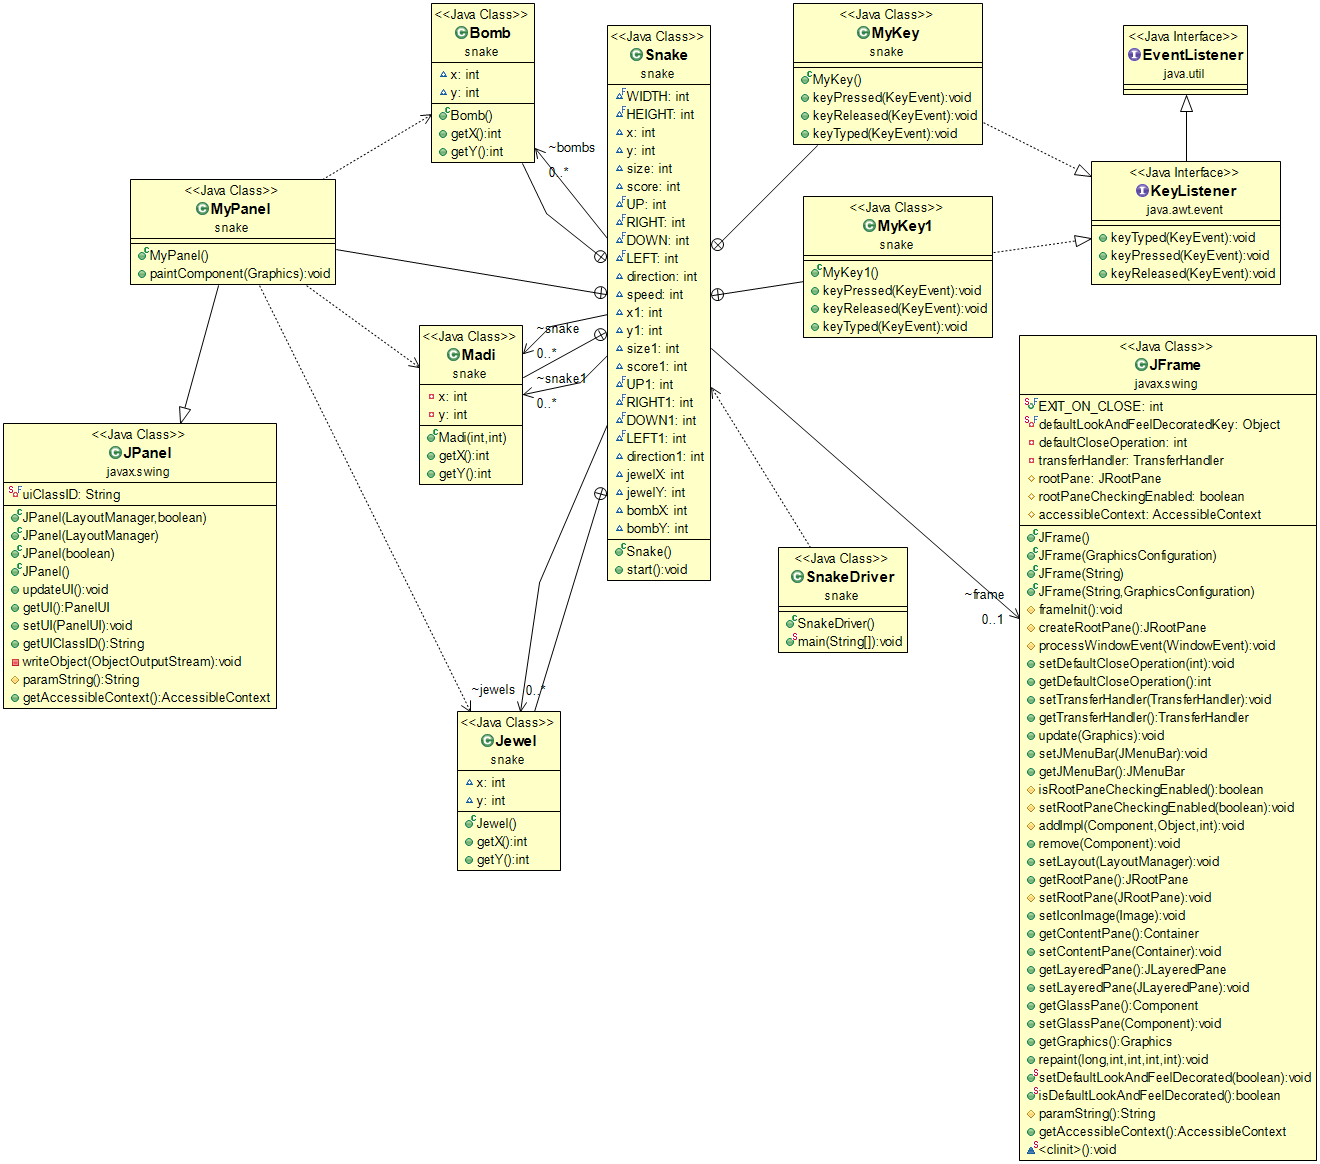 <<Java Class>>
Bomb
snake
x: int
y: int
Bomb()
getX():int
getY():int
<<Java Class>>
Snake
snake
WIDTH: int
HEIGHT: int
x: int
y: int
size: int
score: int
UP: int
RIGHT: int
DOWN: int
LEFT: int
direction: int
speed: int
x1: int
y1: int
size1: int
score1: int
UP1: int
RIGHT1: int
DOWN1: int
LEFT1: int
direction1: int
jewelX: int
jewelY: int
bombX: int
bombY: int
Snake()
start():void
<<Java Class>>
MyKey
snake
MyKey()
keyPressed(KeyEvent):void
keyReleased(KeyEvent):void
keyTyped(KeyEvent):void
<<Java Interface>>
EventListener
java.util
~bombs
0..*
<<Java Class>>
MyPanel
snake
MyPanel()
paintComponent(Graphics):void
<<Java Class>>
MyKey1
snake
MyKey1()
keyPressed(KeyEvent):void
keyReleased(KeyEvent):void
keyTyped(KeyEvent):void
<<Java Interface>>
KeyListener
java.awt.event
keyTyped(KeyEvent):void
keyPressed(KeyEvent):void
keyReleased(KeyEvent):void
~snake
0..*
~snake1
0..*
<<Java Class>>
Madi
snake
x: int
y: int
Madi(int,int)
getX():int
getY():int
<<Java Class>>
JPanel
javax.swing
uiClassID: String
JPanel(LayoutManager,boolean)
JPanel(LayoutManager)
JPanel(boolean)
JPanel()
updateUI():void
getUI():PanelUI
setUI(PanelUI):void
getUIClassID():String
writeObject(ObjectOutputStream):void
paramString():String
getAccessibleContext():AccessibleContext
<<Java Class>>
SnakeDriver
snake
SnakeDriver()
main(String[]):void
~frame
0..1
~jewels
0..*
<<Java Class>>
Jewel
snake
x: int
y: int
Jewel()
getX():int
getY():int
<<Java Class>>
JFrame
javax.swing
EXIT_ON_CLOSE: int
defaultLookAndFeelDecoratedKey: Object
defaultCloseOperation: int
transferHandler: TransferHandler
rootPane: JRootPane
rootPaneCheckingEnabled: boolean
accessibleContext: AccessibleContext
JFrame()
JFrame(GraphicsConfiguration)
JFrame(String)
JFrame(String,GraphicsConfiguration)
frameInit():void
createRootPane():JRootPane
processWindowEvent(WindowEvent):void
setDefaultCloseOperation(int):void
getDefaultCloseOperation():int
setTransferHandler(TransferHandler):void
getTransferHandler():TransferHandler
update(Graphics):void
setJMenuBar(JMenuBar):void
getJMenuBar():JMenuBar
isRootPaneCheckingEnabled():boolean
setRootPaneCheckingEnabled(boolean):void
addImpl(Component,Object,int):void
remove(Component):void
setLayout(LayoutManager):void
getRootPane():JRootPane
setRootPane(JRootPane):void
setIconImage(Image):void
getContentPane():Container
setContentPane(Container):void
getLayeredPane():JLayeredPane
setLayeredPane(JLayeredPane):void
getGlassPane():Component
setGlassPane(Component):void
getGraphics():Graphics
repaint(long,int,int,int,int):void
setDefaultLookAndFeelDecorated(boolean):void
isDefaultLookAndFeelDecorated():boolean
paramString():String
getAccessibleContext():AccessibleContext
<clinit>():void